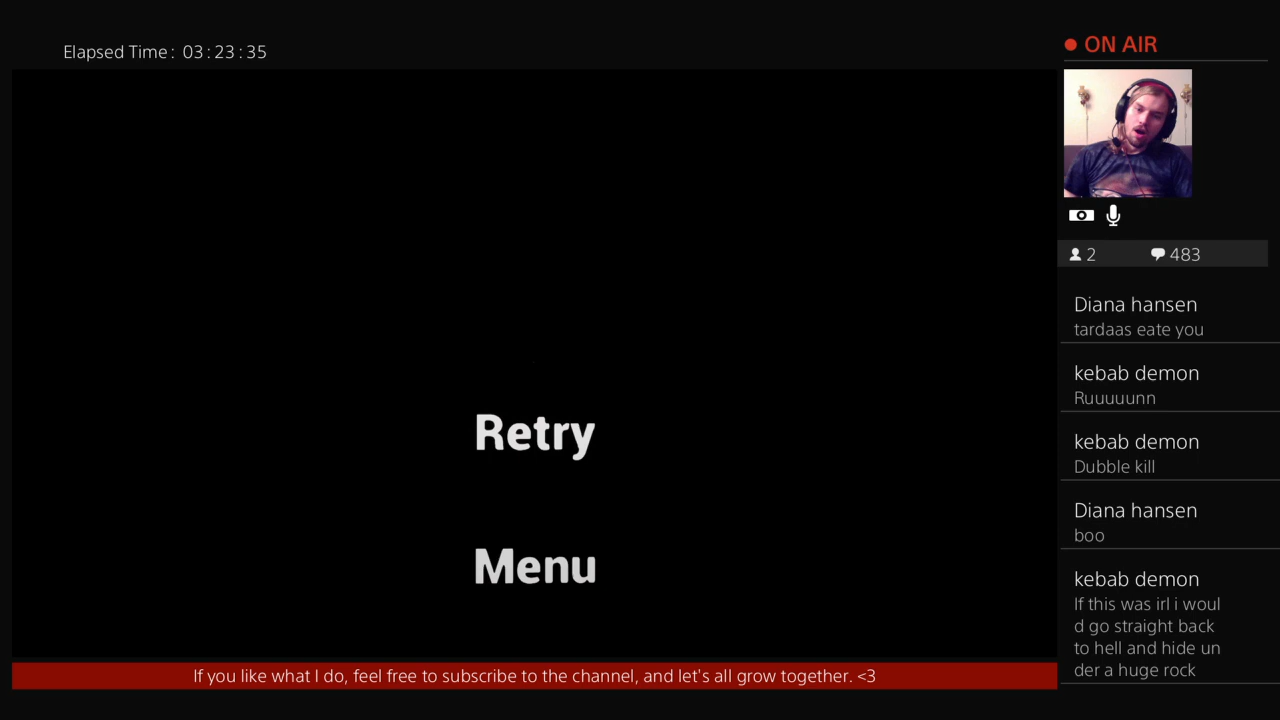 Elapsed Time: 03:23:35
ON AIR
2 483
Diana hansen
tardaas eate you
kebab demon
Ruuuuunn
kebab demon
Dubble kill
Diana hansen
boo
kebab demon
If this was irl i woul
d go straight back
to hell and hide un
der a huge rock
Retry
Menu
If you like what I do, feel free to subscribe to the channel, and let's all grow together. <3